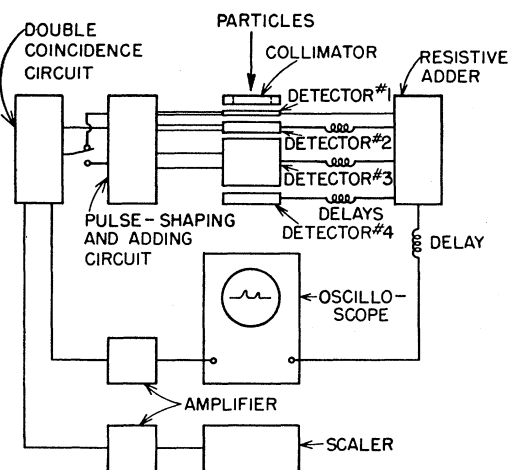 PARTICLES
DOUBLE
COINCIDENCE
CIRCUIT
COLLIMATOR
RESISTIVE
ADDER
DETECTOR#1
DETECTOR#2
DETECTOR#3
DELAYS
DETECTOR#4
PULSE-SHAPING
AND ADDING
CIRCUIT
DELAY
OSCILLO-
SCOPE
AMPLIFIER
SCALER